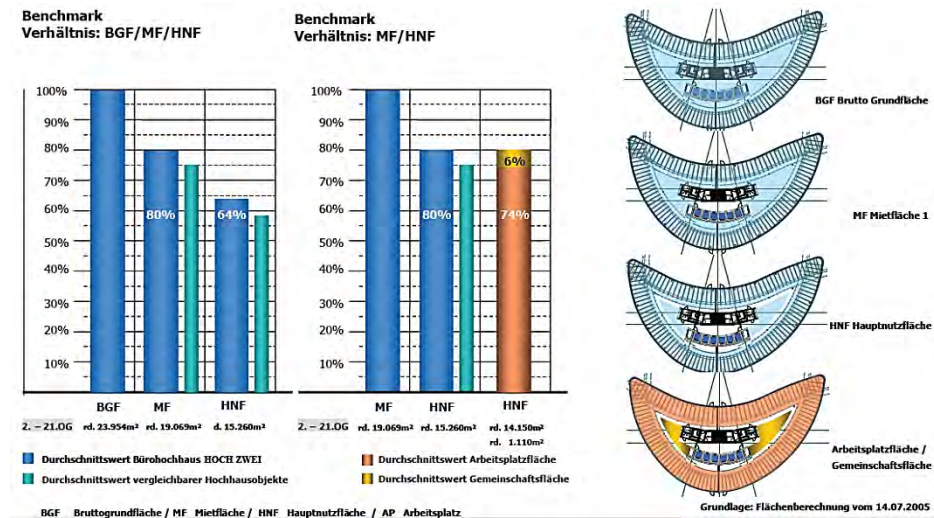 Benchmark
Verhältnis: BGF/MF/HNF
100%
90%
80%
70%
60%
50%
40%
30%
20%
10%
80%
64%
BGF MF HNF
2. – 21.OG rd. 23.954m² rd. 19.069m² d. 15.260m²
Durchschnittswert Bürohochhaus HOCH ZWEI
Durchschnittswert vergleichbarer Hochhausobjekte
Benchmark
Verhältnis: MF/HNF
100%
90%
80%
70%
60%
50%
40%
30%
20%
10%
80%
6%
74%
MF HNF HNF
2. – 21.OG rd. 19.069m² rd. 15.260m² rd. 14.150m²
rd. 1.110m²
Durchschnittswert Arbeitsplatzfläche
Durchschnittswert Gemeinschaftsfläche
BGF Bruttogrundfläche / MF Mietfläche / HNF Hauptnutzfläche / AP Arbeitsplatz
BGF Brutto Grundfläche
MF Mietfläche 1
HNF Hauptnutzfläche
Arbeitsplatzfläche /
Gemeinschaftsfläche
Grundlage: Flächenberechnung vom 14.07.2005